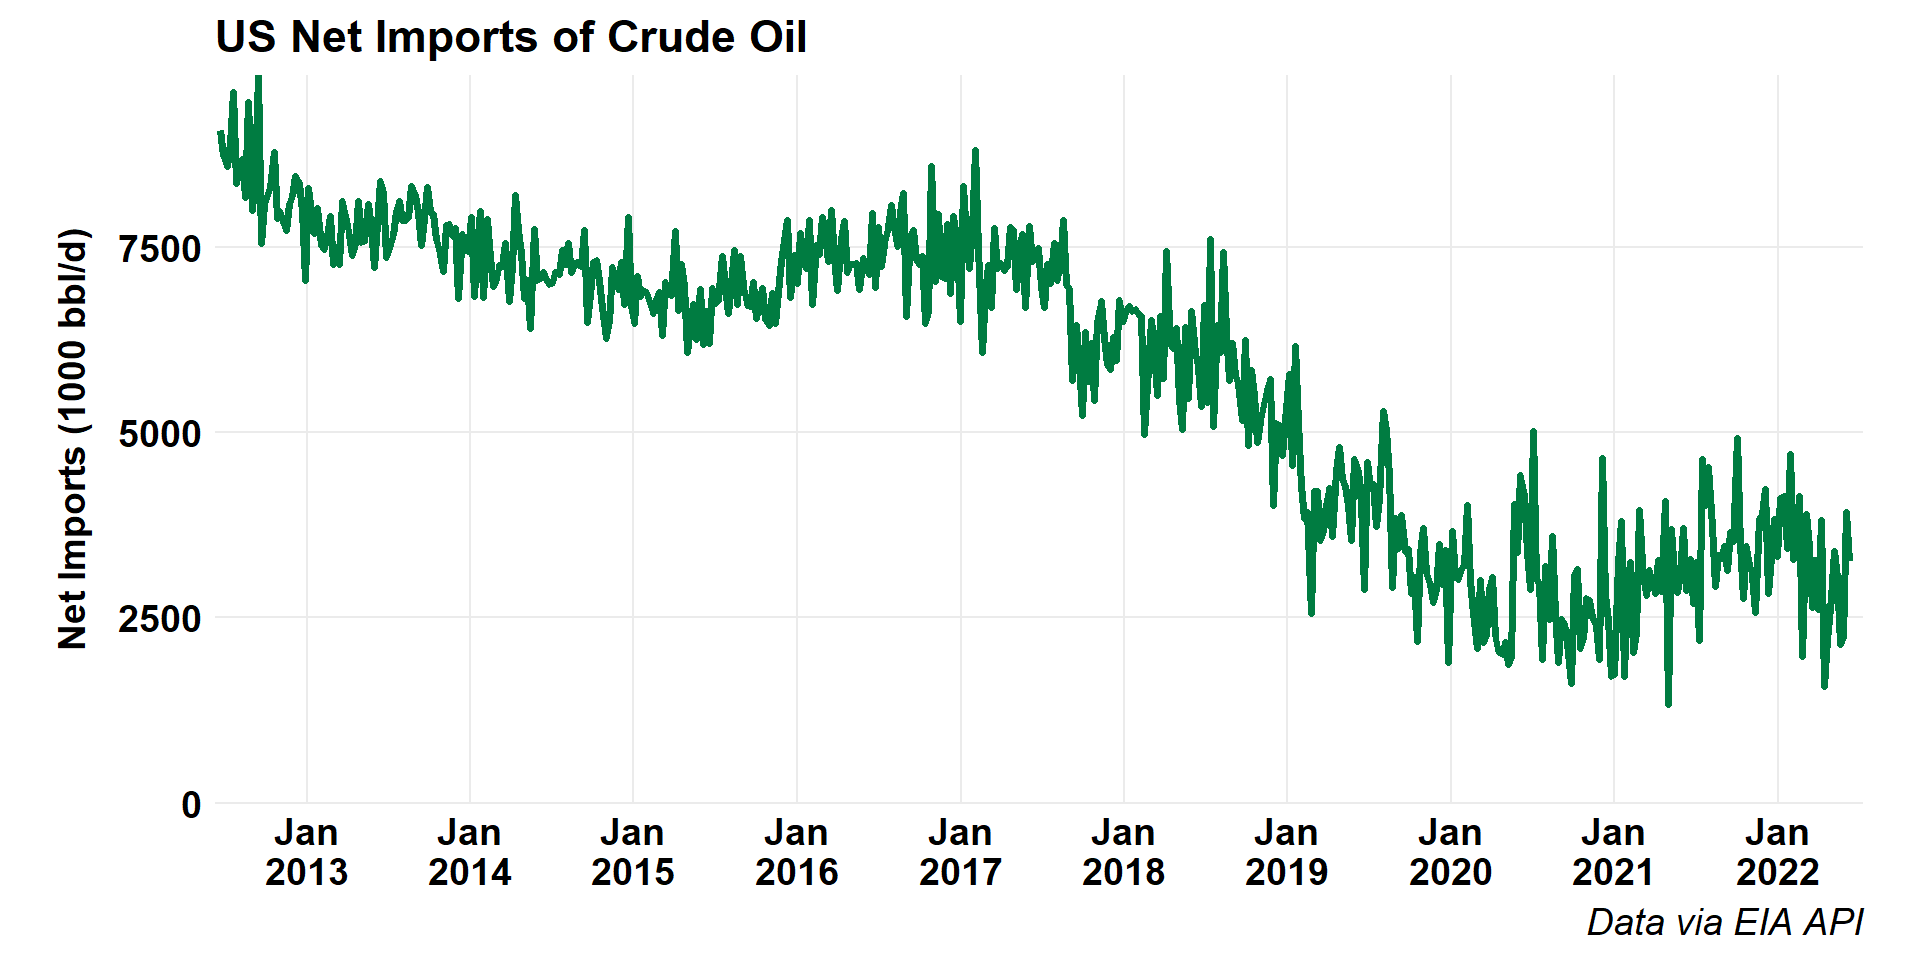 US Net Imports of Crude Oil
Net Imports (1000 bbl/d)
7500
5000
2500
0
Jan Jan Jan Jan Jan Jan Jan Jan Jan Jan
2013 2014 2015 2016 2017 2018 2019 2020 2021 2022
Data via EIA API